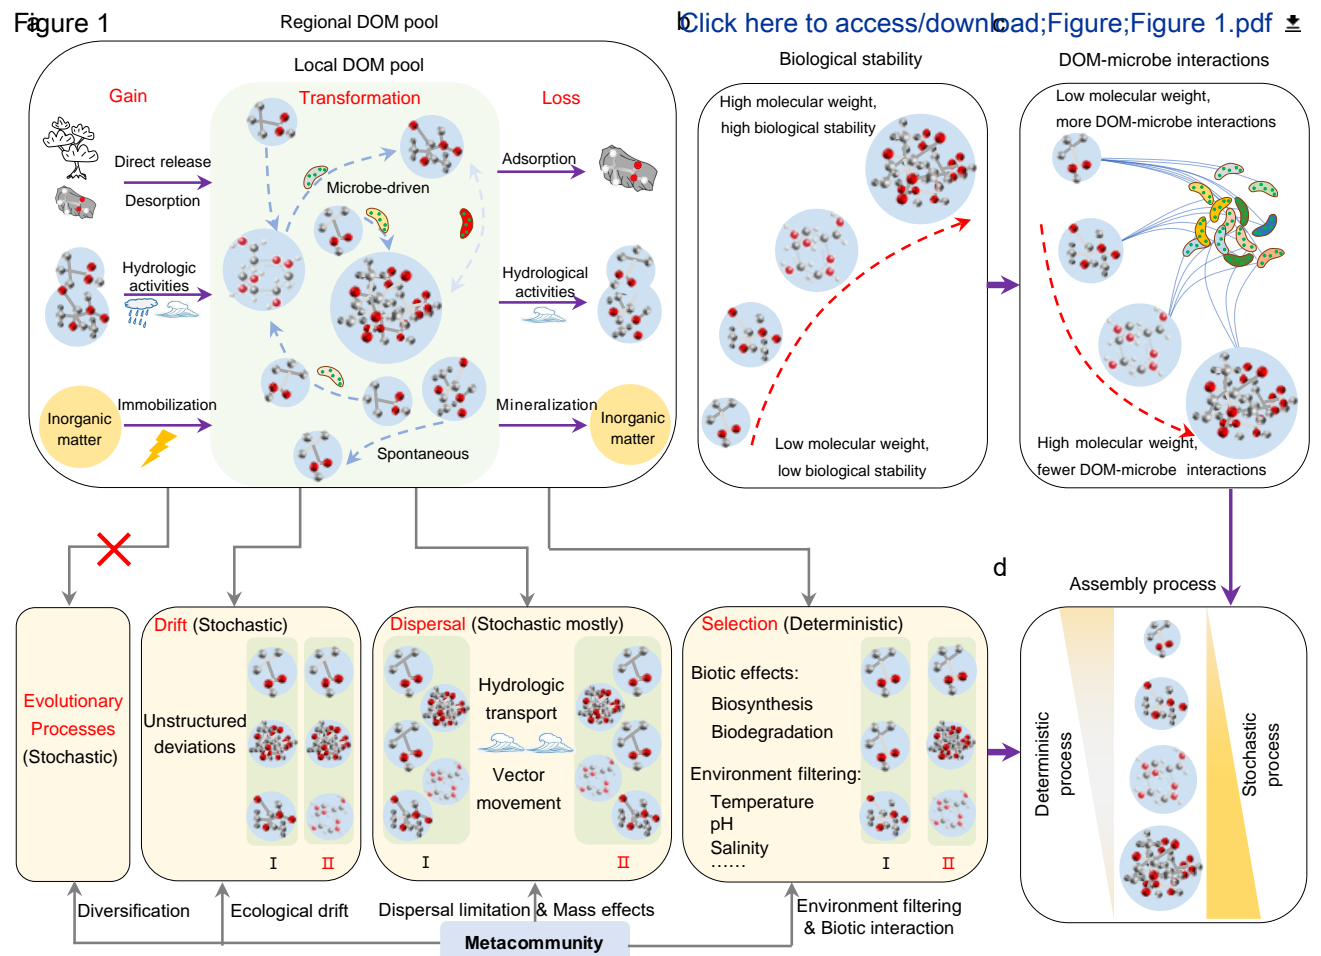 Figure 1
a
Regional DOM pool
Local DOM pool
Gain
Transformation
Loss
Direct release
Desorption
Microbe-driven
Adsorption
Hydrologic
activities
Hydrological
activities
Inorganic
matter
Immobilization
Mineralization
Inorganic
matter
Spontaneous
b
Click here to access/download;Figure;Figure 1.pdf
Biological stability
High molecular weight,
high biological stability
Low molecular weight,
low biological stability
c
DOM-microbe interactions
Low molecular weight,
more DOM-microbe interactions
High molecular weight,
fewer DOM-microbe interactions
Evolutionary
Processes
(Stochastic)
Drift (Stochastic)
Unstructured
deviations
I
II
Dispersal (Stochastic mostly)
Hydrologic
transport
Vector
movement
I
II
Selection (Deterministic)
Biotic effects:
Biosynthesis
Biodegradation
Environment filtering:
Temperature
pH
Salinity
······
I
II
d
Assembly process
Deterministic
process
Stochastic
process
Diversification
Ecological drift
Dispersal limitation & Mass effects
Environment filtering
& Biotic interaction
Metacommunity